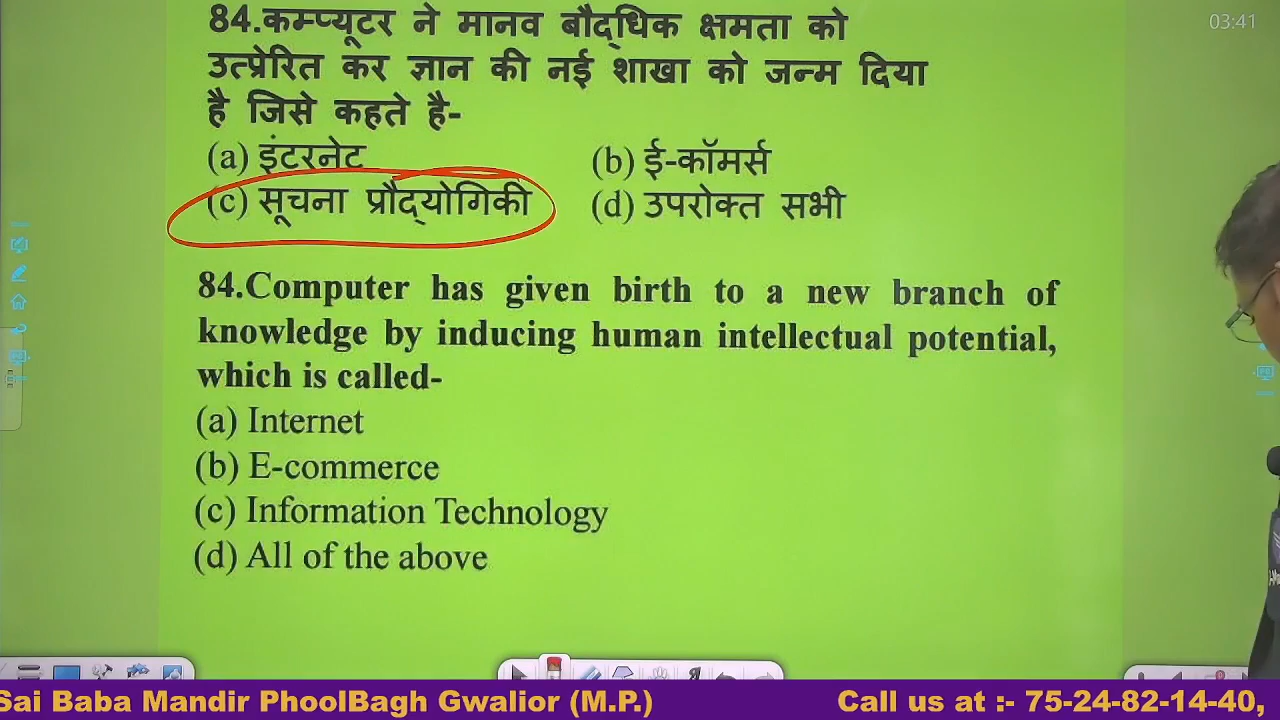 03:41
84.कम्प्यूटर ने मानव बौद्धिक क्षमता को
उत्प्रेरित कर ज्ञान की नई शाखा को जन्म दिया
है जिसे कहते है-
(a) इंटरनेट (b) ई-कॉमर्स
(c) सूचना प्रौद्योगिकी (d) उपरोक्त सभी
84.Computer has given birth to a new branch of
knowledge by inducing human intellectual potential,
which is called-
(a) Internet
(b) E-commerce
(c) Information Technology
(d) All of the above
Sai Baba Mandir PhoolBagh Gwalior (M.P.) Call us at :- 75-24-82-14-40,